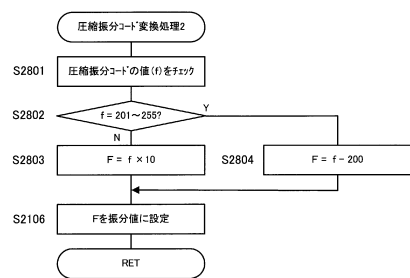 圧縮振分コード変換処理2
S2801
圧縮振分コードの値(f)をチェック
S2802
f = 201～255?
Y
N
S2803
F = f × 10
S2804
F = f - 200
S2106
Fを振分値に設定
RET